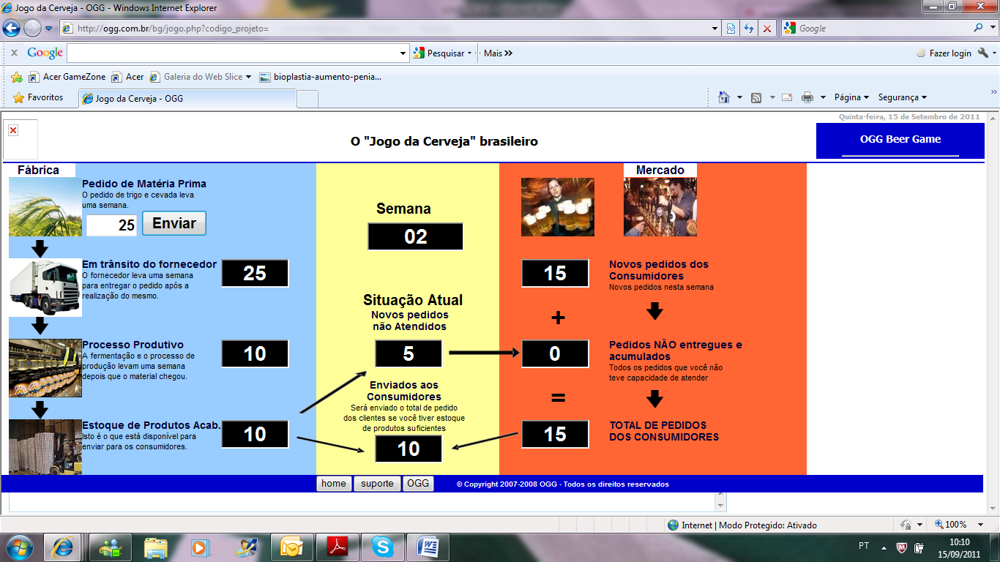 Jogo da Cerveja - OGG - Windows Internet Explorer
http://ogg.com.br/bg/jogo.php?codigo_projeto=
Google
x Google Pesquisar Mais »
Fazer login
Acer GameZone Acer Galeria do Web Slice bioplastia-aumento-penia...
Favoritos Jogo da Cerveja - OGG
Página Segurança »
Quinta-feira, 15 de Setembro de 2011
O "Jogo da Cerveja" brasileiro
OGG Beer Game
Fábrica
Pedido de Matéria Prima
O pedido de trigo e cevada leva
uma semana.
25 Enviar
Em trânsito do fornecedor
O fornecedor leva uma semana
para entregar o pedido após a
realização do mesmo.
25
Processo Produtivo
A fermentação e o processo de
produção levam uma semana
depois que o material chegou.
10
Estoque de Produtos Acab.
Isto é o que está disponível para
enviar para os consumidores.
10
Semana
02
Situação Atual
Novos pedidos
não Atendidos
5
Enviados aos
Consumidores
Será enviado o total de pedido
dos clientes se você tiver estoque
de produtos suficientes
10
Mercado
15
Novos pedidos dos
Consumidores
Novos pedidos nesta semana
+
0
Pedidos NÃO entregues e
acumulados
Todos os pedidos que você não
teve capacidade de atender
=
15
TOTAL DE PEDIDOS
DOS CONSUMIDORES
home suporte OGG © Copyright 2007-2008 OGG - Todos os direitos reservados
Internet | Modo Protegido: Ativado
100%
PT
10:10
15/09/2011